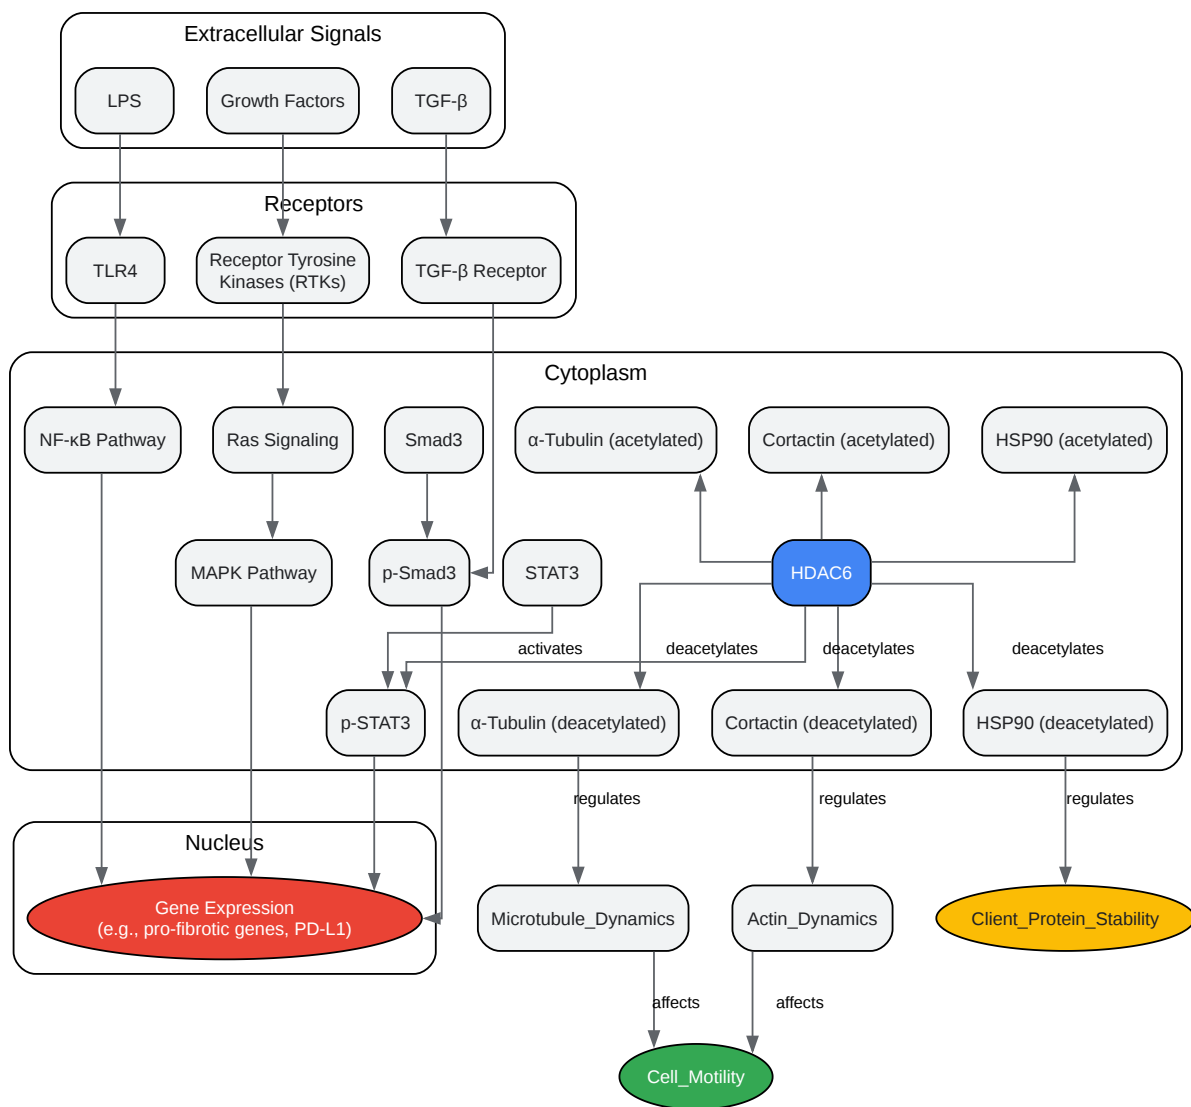 Extracellular Signals
LPS
Growth Factors
TGF-β
Receptors
TLR4
Receptor Tyrosine
Kinases (RTKs)
TGF-β Receptor
Cytoplasm
NF-κB Pathway
Ras Signaling
Smad3
α-Tubulin (acetylated)
Cortactin (acetylated)
HSP90 (acetylated)
MAPK Pathway
p-Smad3
STAT3
HDAC6
activates
deacetylates
deacetylates
deacetylates
p-STAT3
α-Tubulin (deacetylated)
Cortactin (deacetylated)
HSP90 (deacetylated)
regulates
regulates
regulates
Nucleus
Gene Expression
(e.g., pro-fibrotic genes, PD-L1)
Microtubule_Dynamics
Actin_Dynamics
Client_Protein_Stability
affects
affects
Cell_Motility